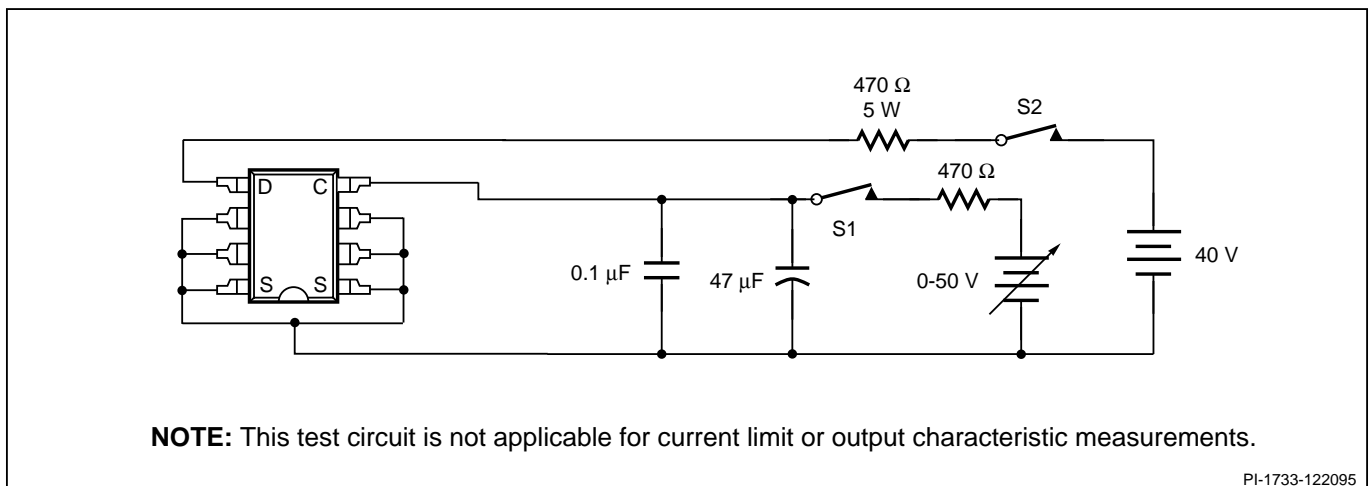 470 Ω
5 W
S2
470 Ω
D
C
S1
0.1 μF
47 μF
0-50 V
40 V
S
S
NOTE: This test circuit is not applicable for current limit or output characteristic measurements.
PI-1733-122095